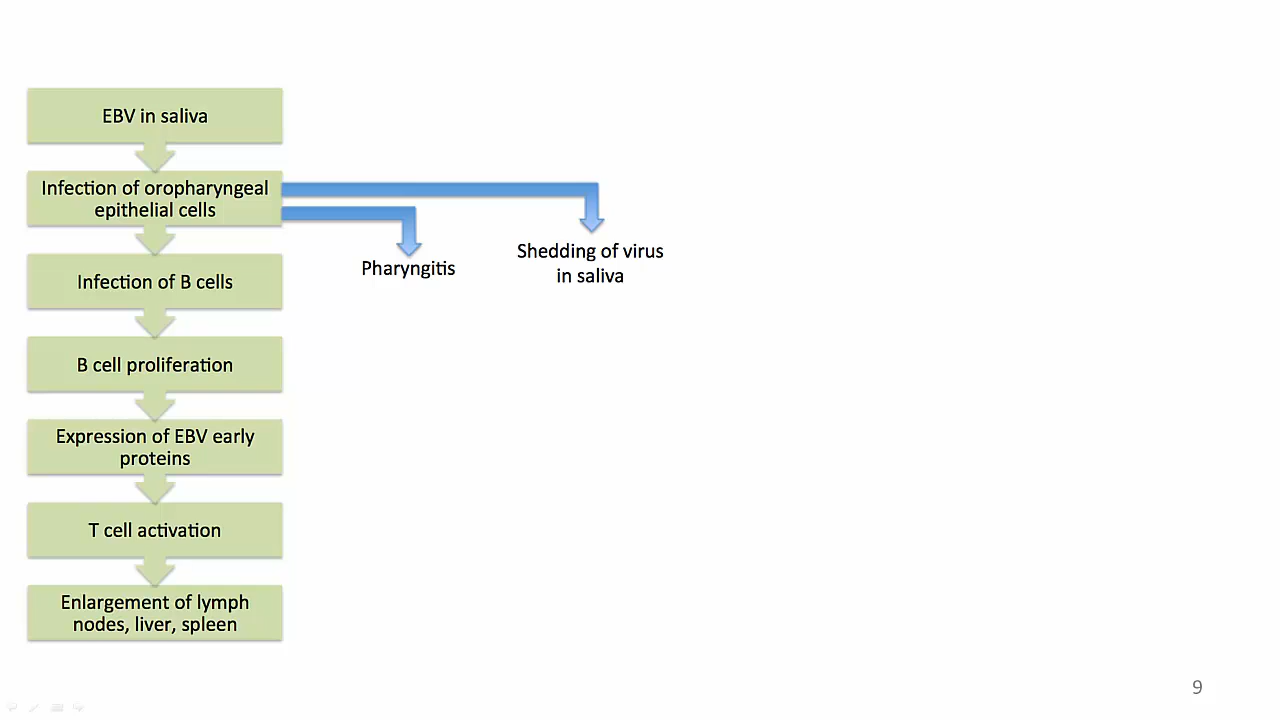 EBV in saliva
Infection of oropharyngeal
epithelial cells
Infection of B cells
B cell proliferation
Expression of EBV early
proteins
T cell activation
Enlargement of lymph
nodes, liver, spleen
Pharyngitis
Shedding of virus
in saliva
9